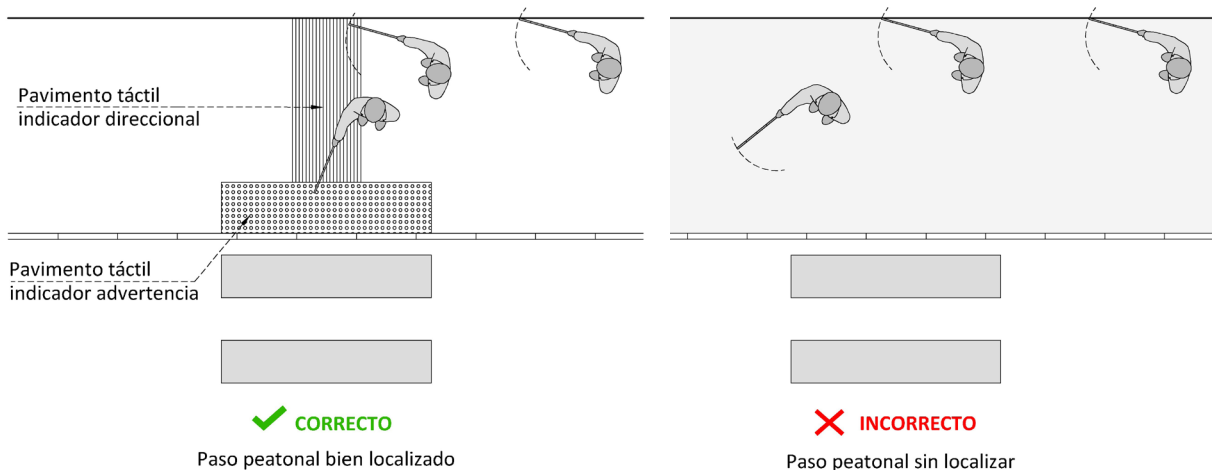 Pavimento táctil
indicador direccional
Pavimento táctil
indicador advertencia
CORRECTO
Paso peatonal bien localizado
INCORRECTO
Paso peatonal sin localizar